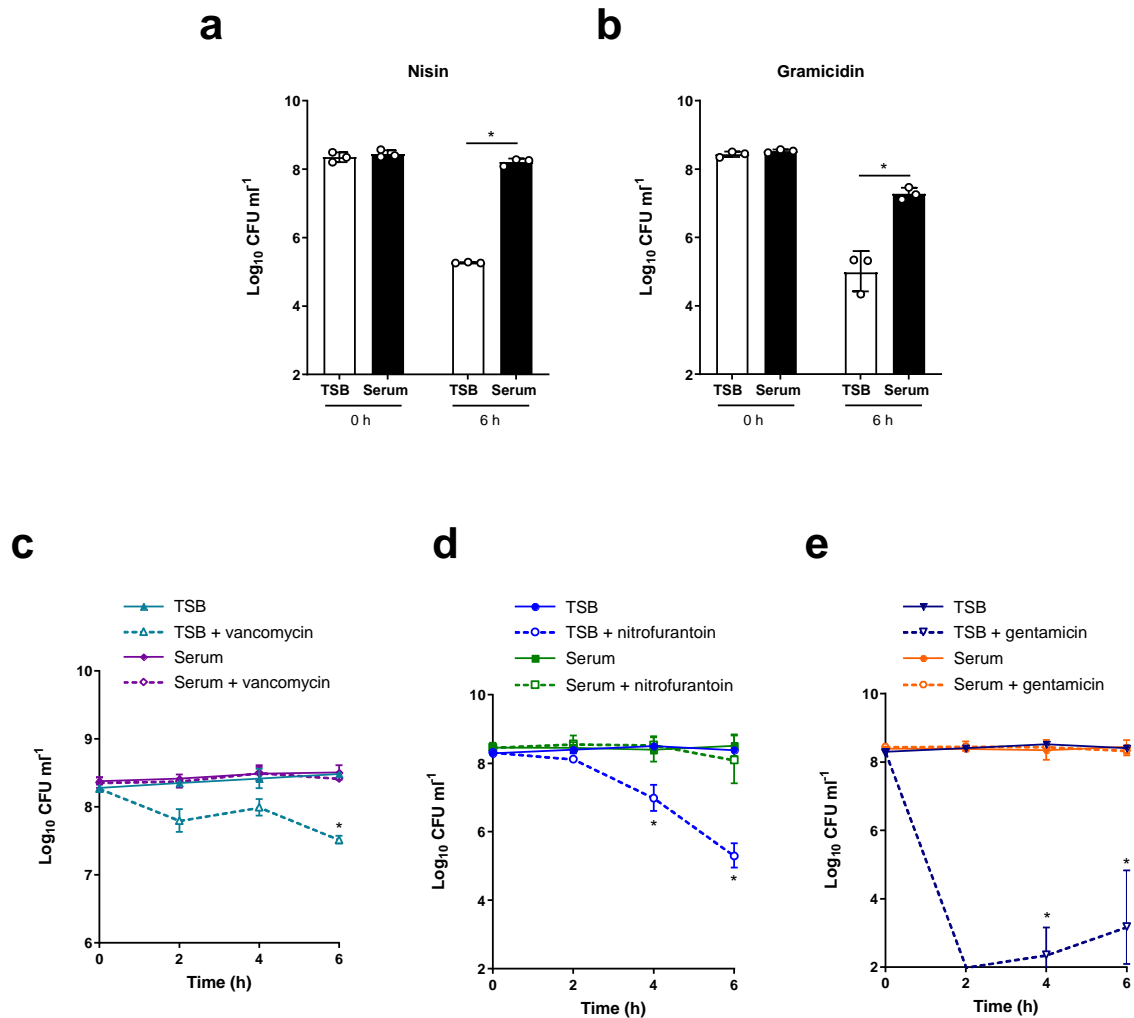 a
b
Nisin
Gramicidin
Log10 CFU ml-1
10
8
6
4
2
*
TSB Serum TSB Serum
0 h 6 h
Log10 CFU ml-1
10
8
6
4
2
*
TSB Serum TSB Serum
0 h 6 h
c
TSB
TSB + vancomycin
Serum
Serum + vancomycin
Log10 CFU ml-1
10
9
8
7
6
*
0 2 4 6
Time (h)
d
TSB
TSB + nitrofurantoin
Serum
Serum + nitrofurantoin
Log10 CFU ml-1
10
8
6
4
2
*
*
0 2 4 6
Time (h)
e
TSB
TSB + gentamicin
Serum
Serum + gentamicin
Log10 CFU ml-1
10
8
6
4
2
*
*
0 2 4 6
Time (h)